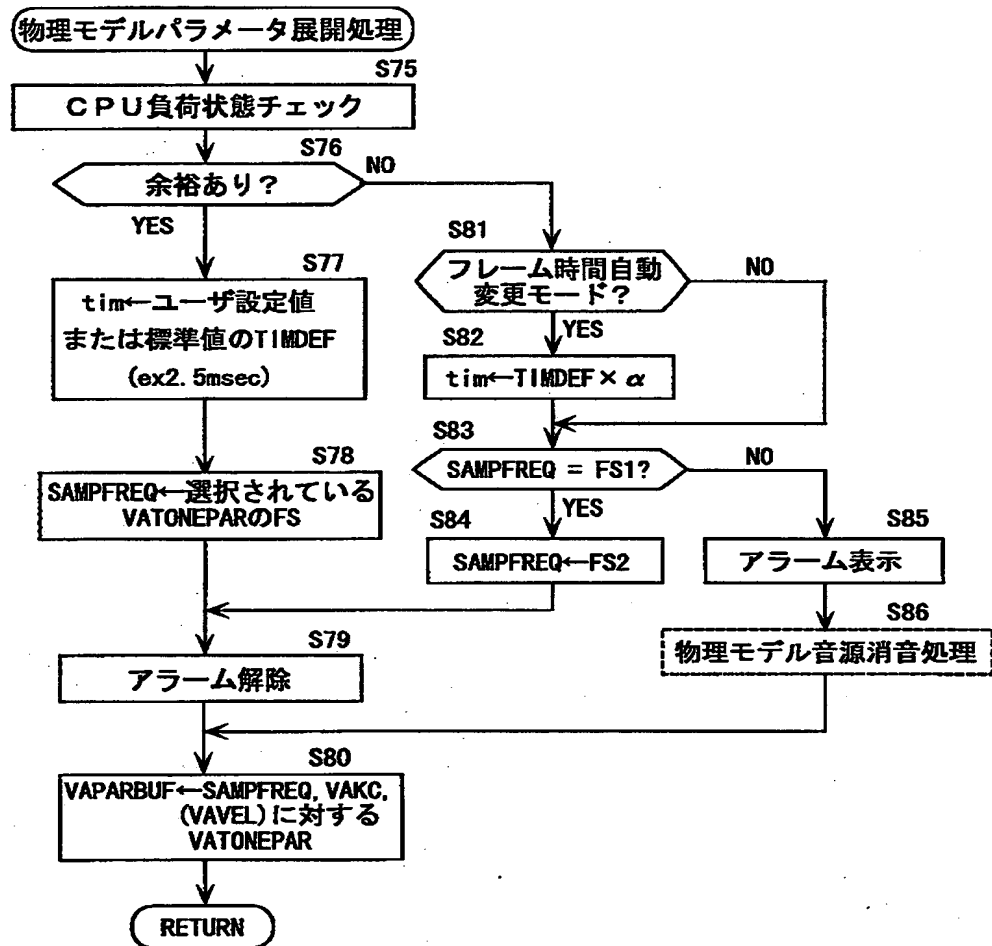 物理モデルパラメータ展開処理
S75
CPU負荷状態チェック
S76
余裕あり？
NO
YES
S77
tim←ユーザ設定値
または標準値のTIMDEF
(ex2.5msec)
S78
SAMPFREQ←選択されている
VATONEPARのFS
S81
フレーム時間自動
変更モード？
NO
YES
S82
tim←TIMDEF×α
S83
SAMPFREQ = FS1?
NO
YES
S84
SAMPFREQ←FS2
S85
アラーム表示
S86
物理モデル音源消音処理
S79
アラーム解除
S80
VAPARBUF←SAMPFREQ, VAKC,
(VAVEL)に対する
VATONEPAR
RETURN